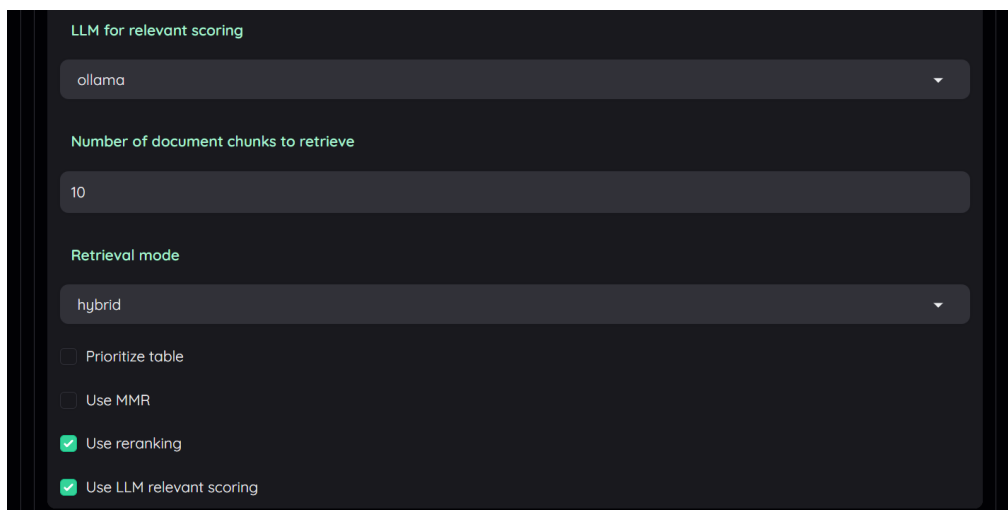 LLM for relevant scoring
ollama
Number of document chunks to retrieve
10
Retrieval mode
hybrid
Prioritize table
Use MMR
Use reranking
Use LLM relevant scoring